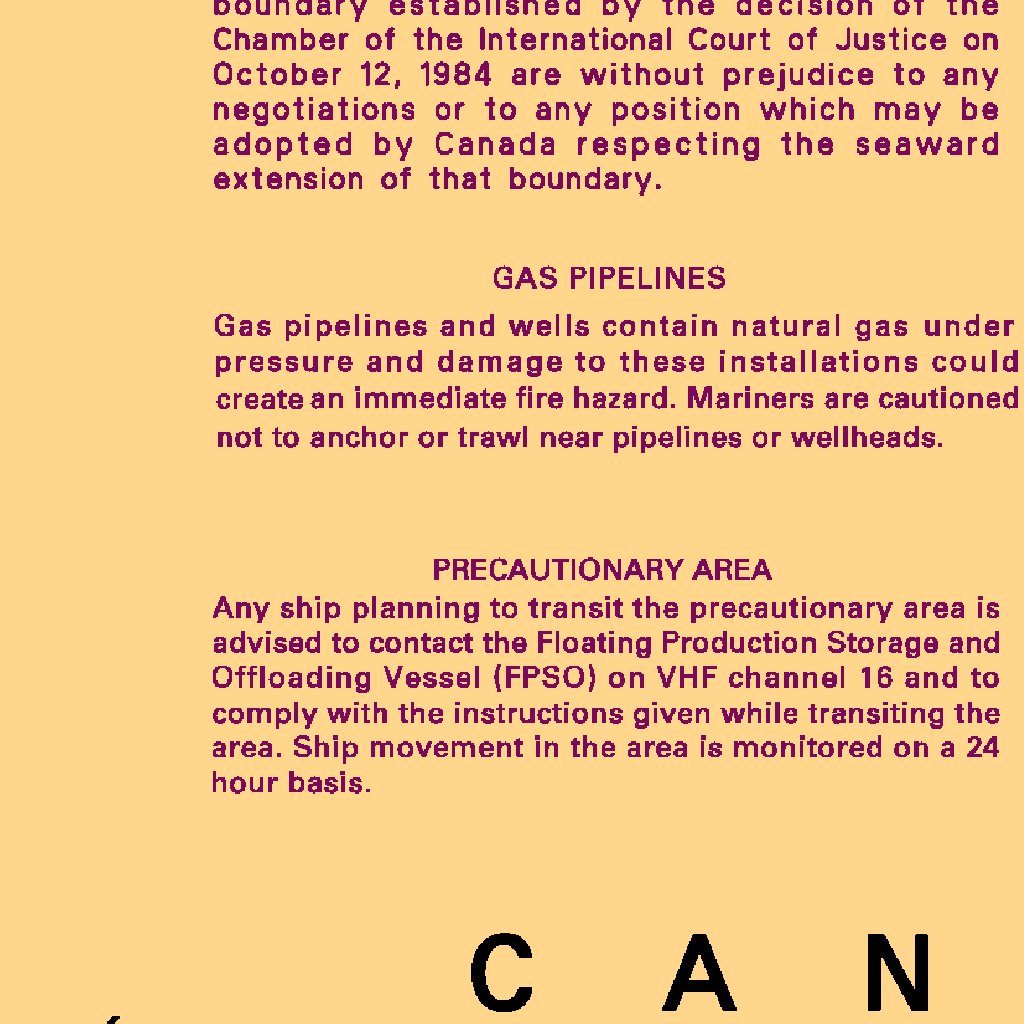 boundary established by the decision of the
Chamber of the International Court of Justice on
October 12, 1984 are without prejudice to any
negotiations or to any position which may be
adopted by Canada respecting the seaward
extension of that boundary.
GAS PIPELINES
Gas pipelines and wells contain natural gas under
pressure and damage to these installations could
create an immediate fire hazard. Mariners are cautioned
not to anchor or trawl near pipelines or wellheads.
PRECAUTIONARY AREA
Any ship planning to transit the precautionary area is
advised to contact the Floating Production Storage and
Offloading Vessel (FPSO) on VHF channel 16 and to
comply with the instructions given while transiting the
area. Ship movement in the area is monitored on a 24
hour basis.
C A N